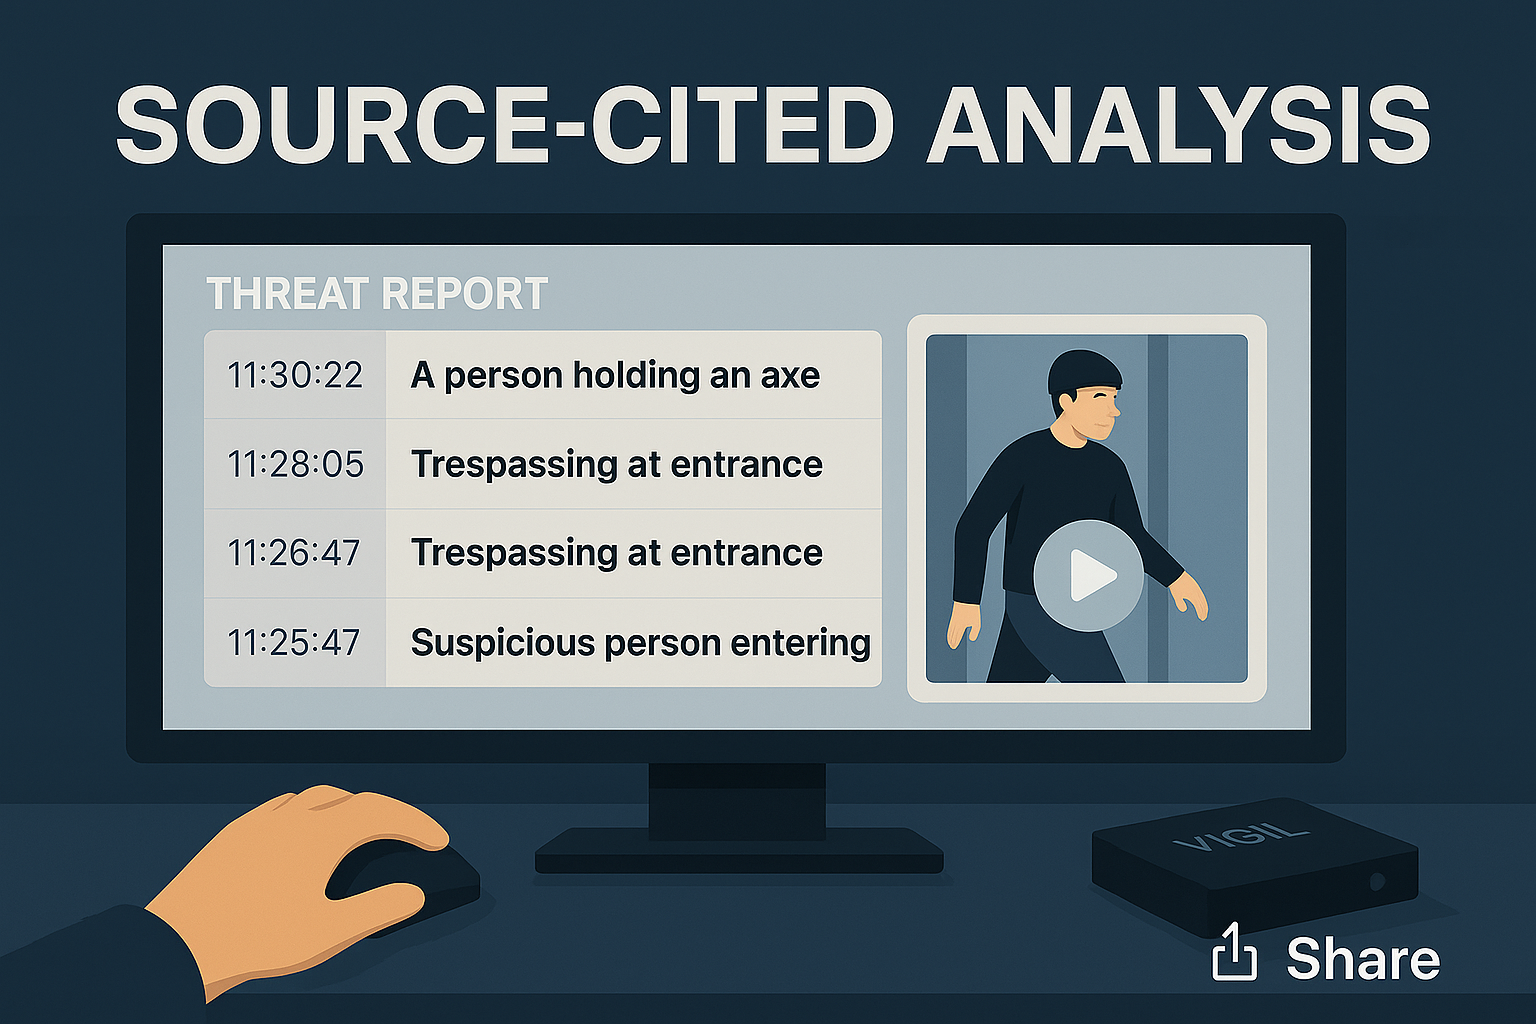 SOURCE-CITED ANALYSIS
THREAT REPORT
11:30:22 A person holding an axe
11:28:05 Trespassing at entrance
11:26:47 Trespassing at entrance
11:25:47 Suspicious person entering
VIGIL
Share